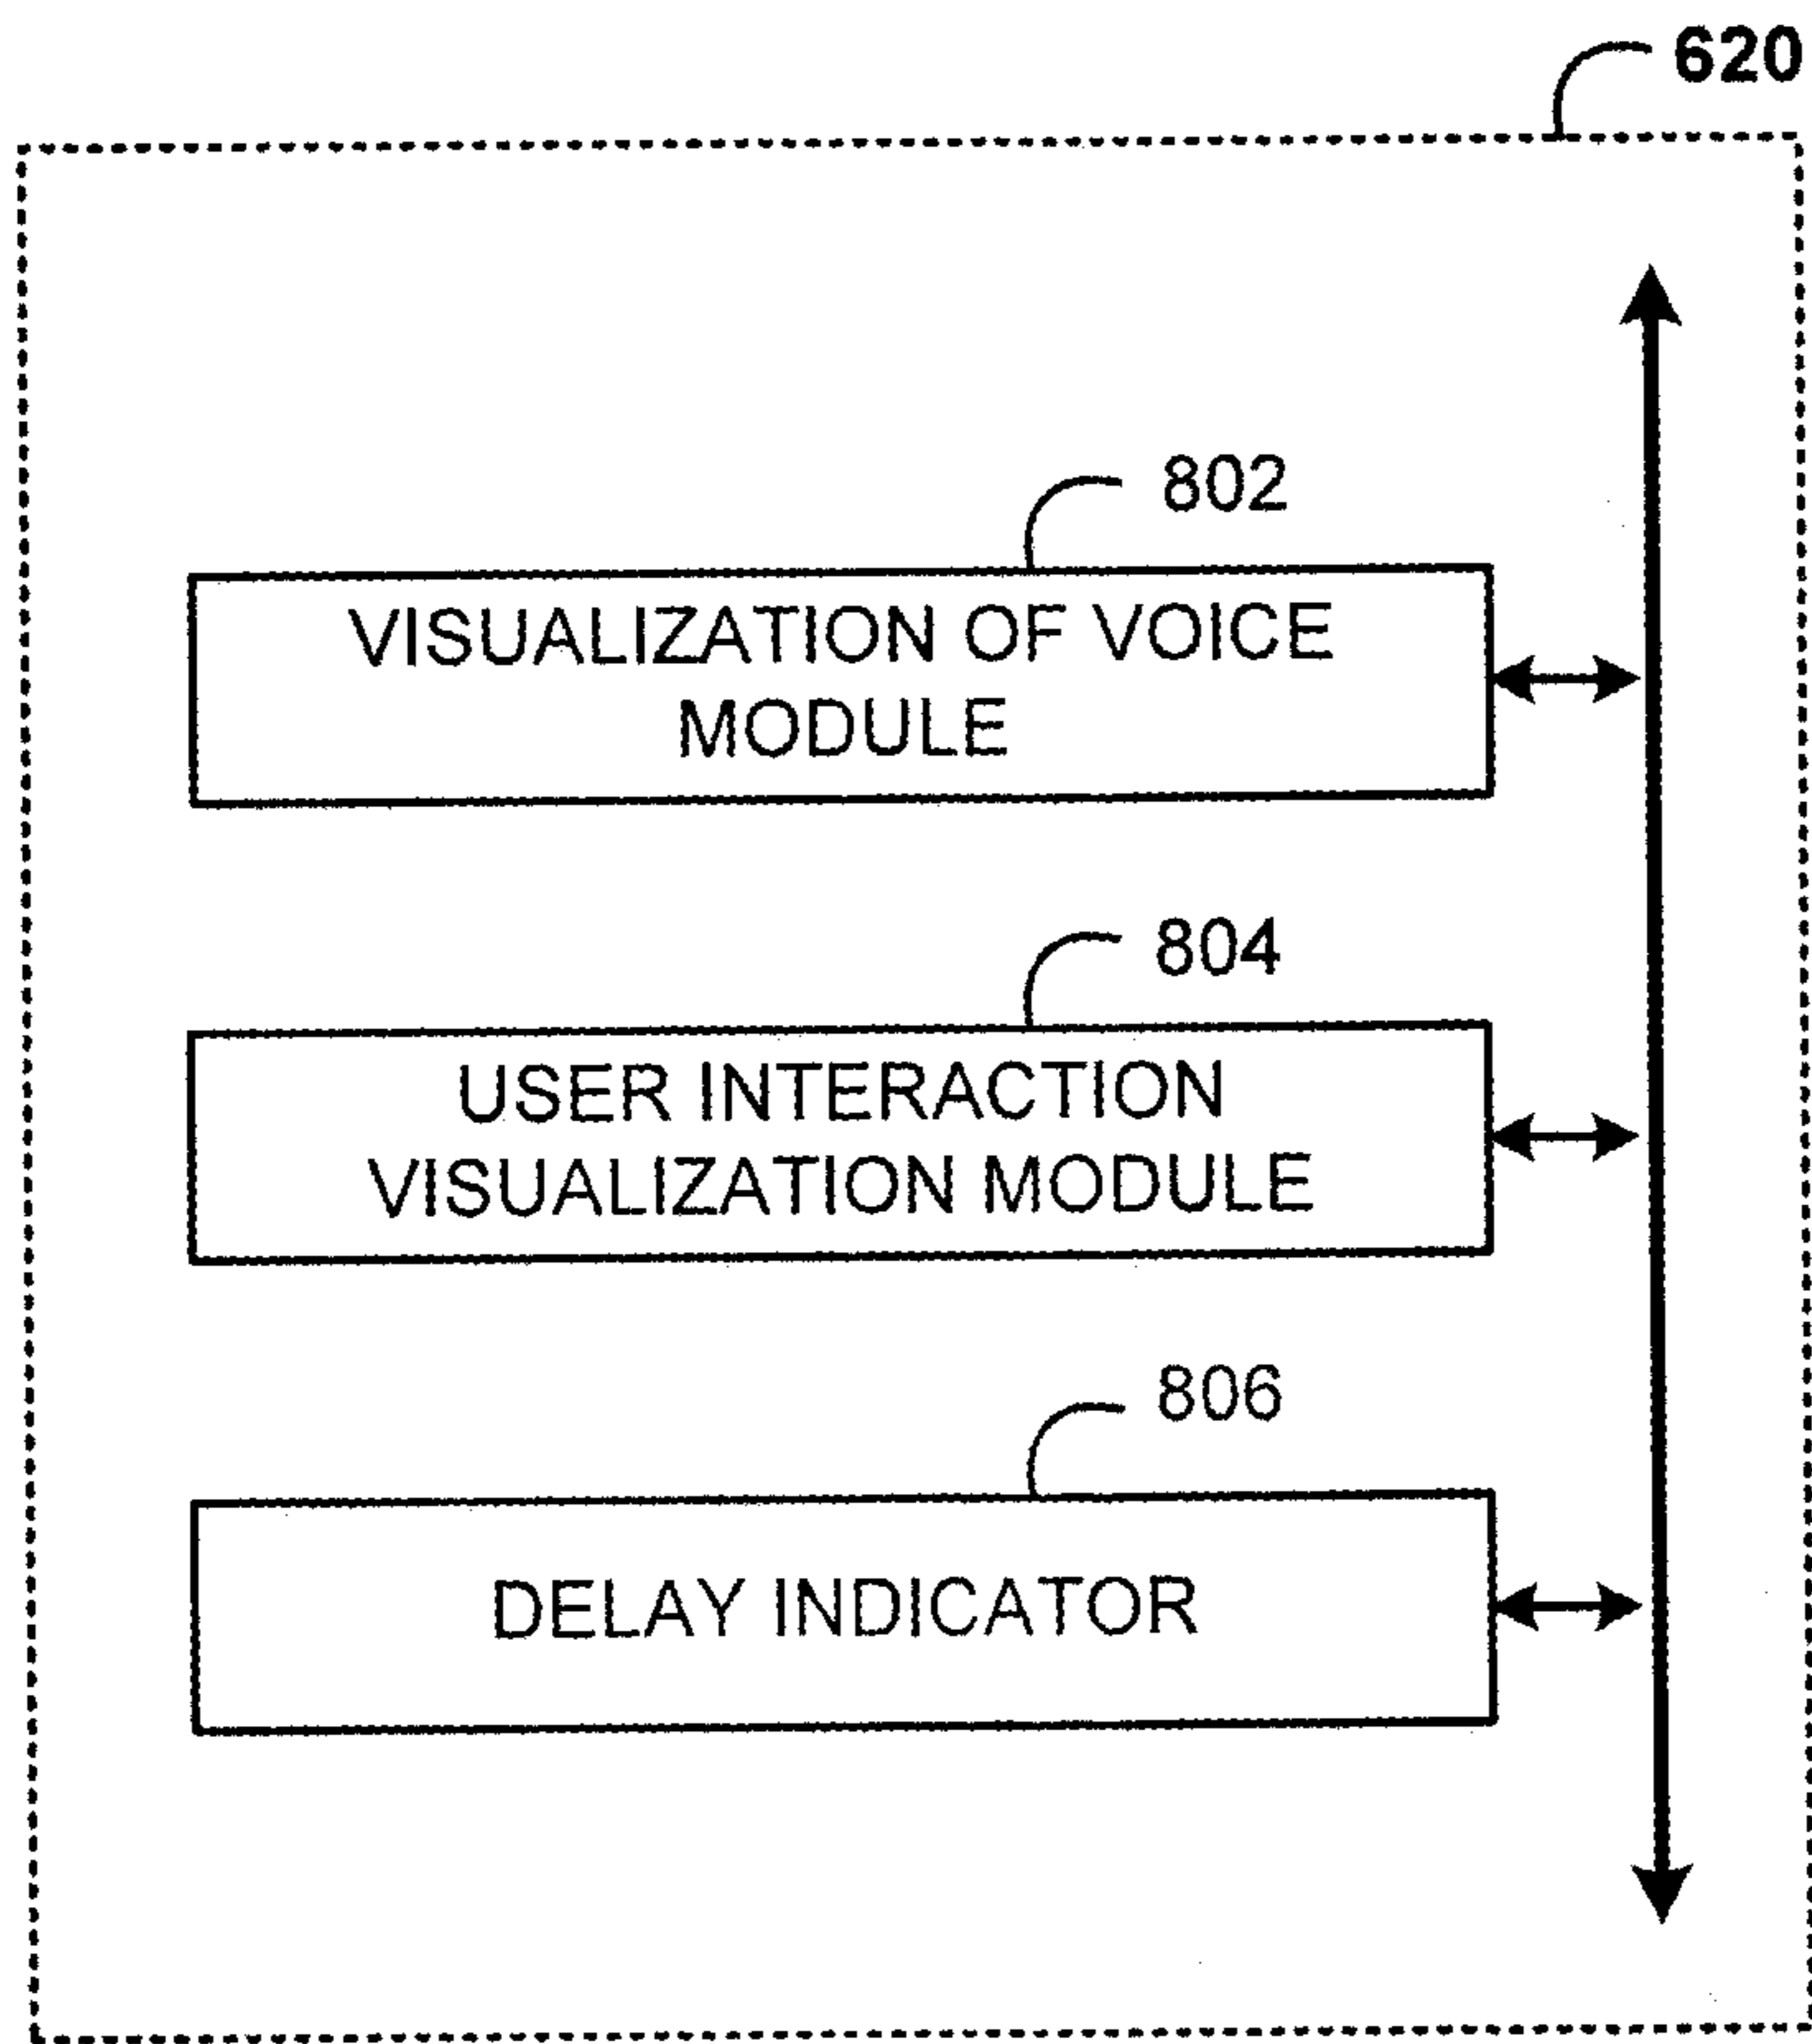 620
802
VISUALIZATION OF VOICE
MODULE
804
USER INTERACTION
VISUALIZATION MODULE
806
DELAY INDICATOR